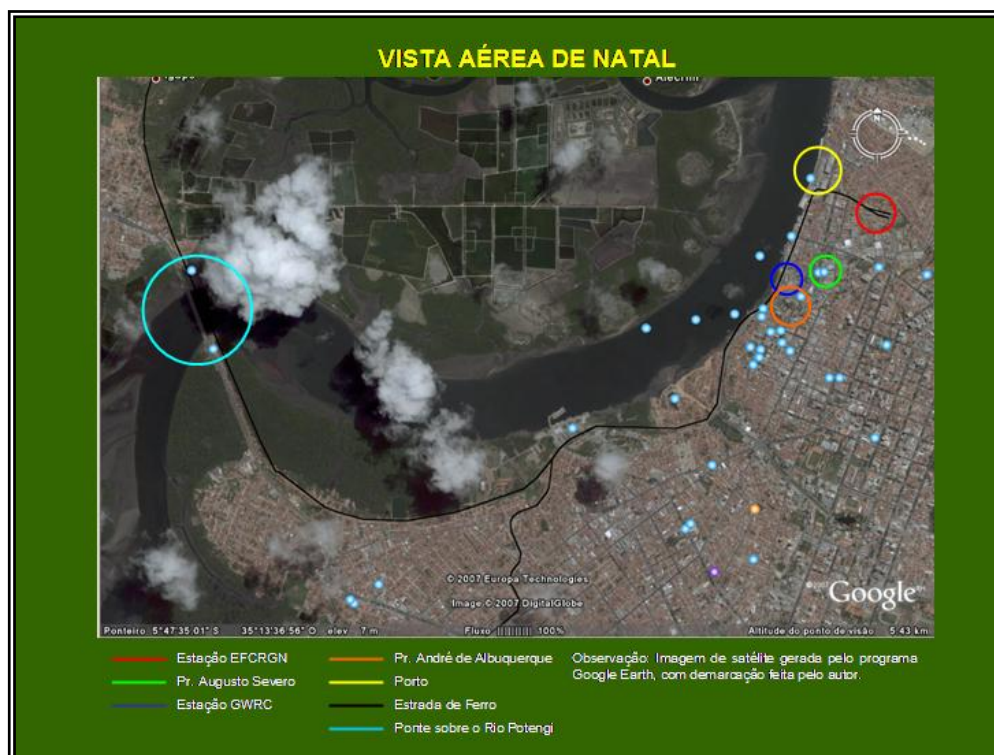 VISTA AÉREA DE NATAL
Igapó
Alecrim
N
© 2007 Europa Technologies
Image © 2007 DigitalGlobe
©2007
Google
Ponteiro 5°47'35.01" S 35°13'36.56" O elev 7 m
Fluxo |||||||||| 100%
Altitude do ponto de visão 5.43 km
Estação EFCRGN
Pr. Augusto Severo
Estação GWRC
Pr. André de Albuquerque
Porto
Estrada de Ferro
Ponte sobre o Rio Potengi
Observação: Imagem de satélite gerada pelo programa
Google Earth, com demarcação feita pelo autor.